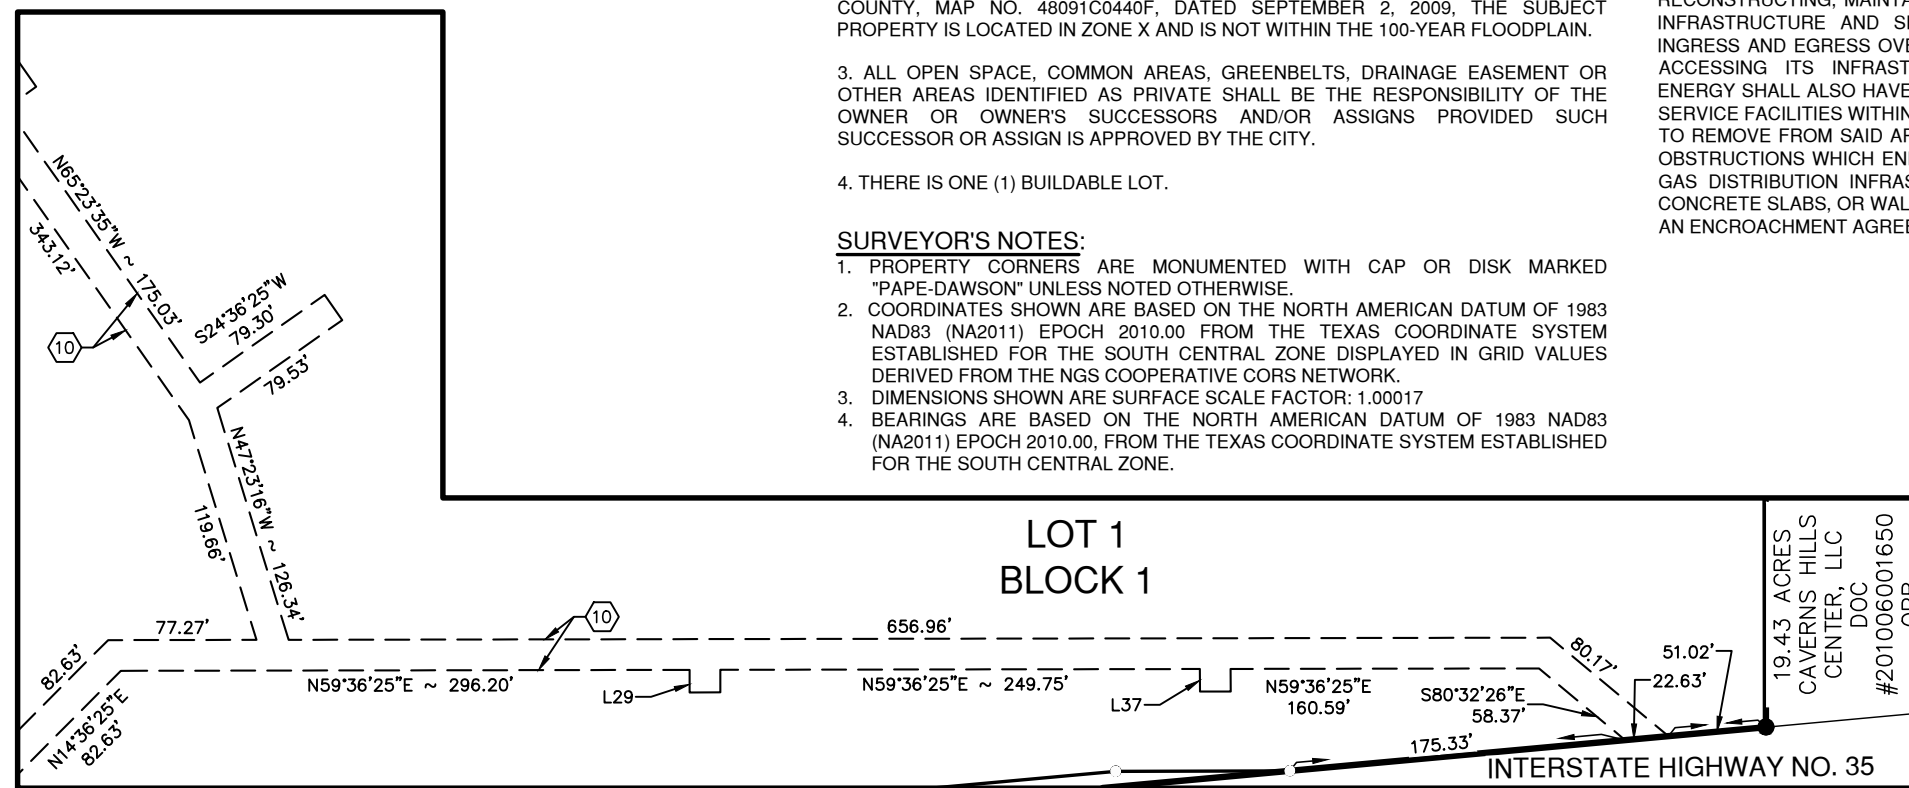 COUNTY, MAP NO. 48091C0440F, DATED SEPTEMBER 2, 2009, THE SUBJECT
PROPERTY IS LOCATED IN ZONE X AND IS NOT WITHIN THE 100-YEAR FLOODPLAIN.
3. ALL OPEN SPACE, COMMON AREAS, GREENBELTS, DRAINAGE EASEMENT OR
OTHER AREAS IDENTIFIED AS PRIVATE SHALL BE THE RESPONSIBILITY OF THE
OWNER OR OWNER'S SUCCESSORS AND/OR ASSIGNS PROVIDED SUCH
SUCCESSOR OR ASSIGN IS APPROVED BY THE CITY.
4. THERE IS ONE (1) BUILDABLE LOT.
SURVEYOR'S NOTES:
1. PROPERTY CORNERS ARE MONUMENTED WITH CAP OR DISK MARKED
"PAPE-DAWSON" UNLESS NOTED OTHERWISE.
2. COORDINATES SHOWN ARE BASED ON THE NORTH AMERICAN DATUM OF 1983
NAD83 (NA2011) EPOCH 2010.00 FROM THE TEXAS COORDINATE SYSTEM
ESTABLISHED FOR THE SOUTH CENTRAL ZONE DISPLAYED IN GRID VALUES
DERIVED FROM THE NGS COOPERATIVE CORS NETWORK.
3. DIMENSIONS SHOWN ARE SURFACE SCALE FACTOR: 1.00017
4. BEARINGS ARE BASED ON THE NORTH AMERICAN DATUM OF 1983 NAD83
(NA2011) EPOCH 2010.00, FROM THE TEXAS COORDINATE SYSTEM ESTABLISHED
FOR THE SOUTH CENTRAL ZONE.
RECONSTRUCTING, MAINTA
INFRASTRUCTURE AND S
INGRESS AND EGRESS OVE
ACCESSING ITS INFRAST
ENERGY SHALL ALSO HAVE
SERVICE FACILITIES WITHIN
TO REMOVE FROM SAID A
OBSTRUCTIONS WHICH EN
GAS DISTRIBUTION INFRAS
CONCRETE SLABS, OR WAL
AN ENCROACHMENT AGREE
N65°23'35"W ~ 175.03'
343.12'
10
S24°36'25"W
79.30'
79.53'
N47°23'16"W ~ 126.34'
119.66'
LOT 1
BLOCK 1
77.27'
82.63'
N14°36'25"E
82.63'
10
656.96'
N59°36'25"E ~ 296.20'
L29
N59°36'25"E ~ 249.75'
L37
N59°36'25"E
160.59'
80.17'
S80°32'26"E
58.37'
51.02'
22.63'
175.33'
INTERSTATE HIGHWAY NO. 35
19.43 ACRES
CAVERNS HILLS
CENTER, LLC
DOC
#201006001650